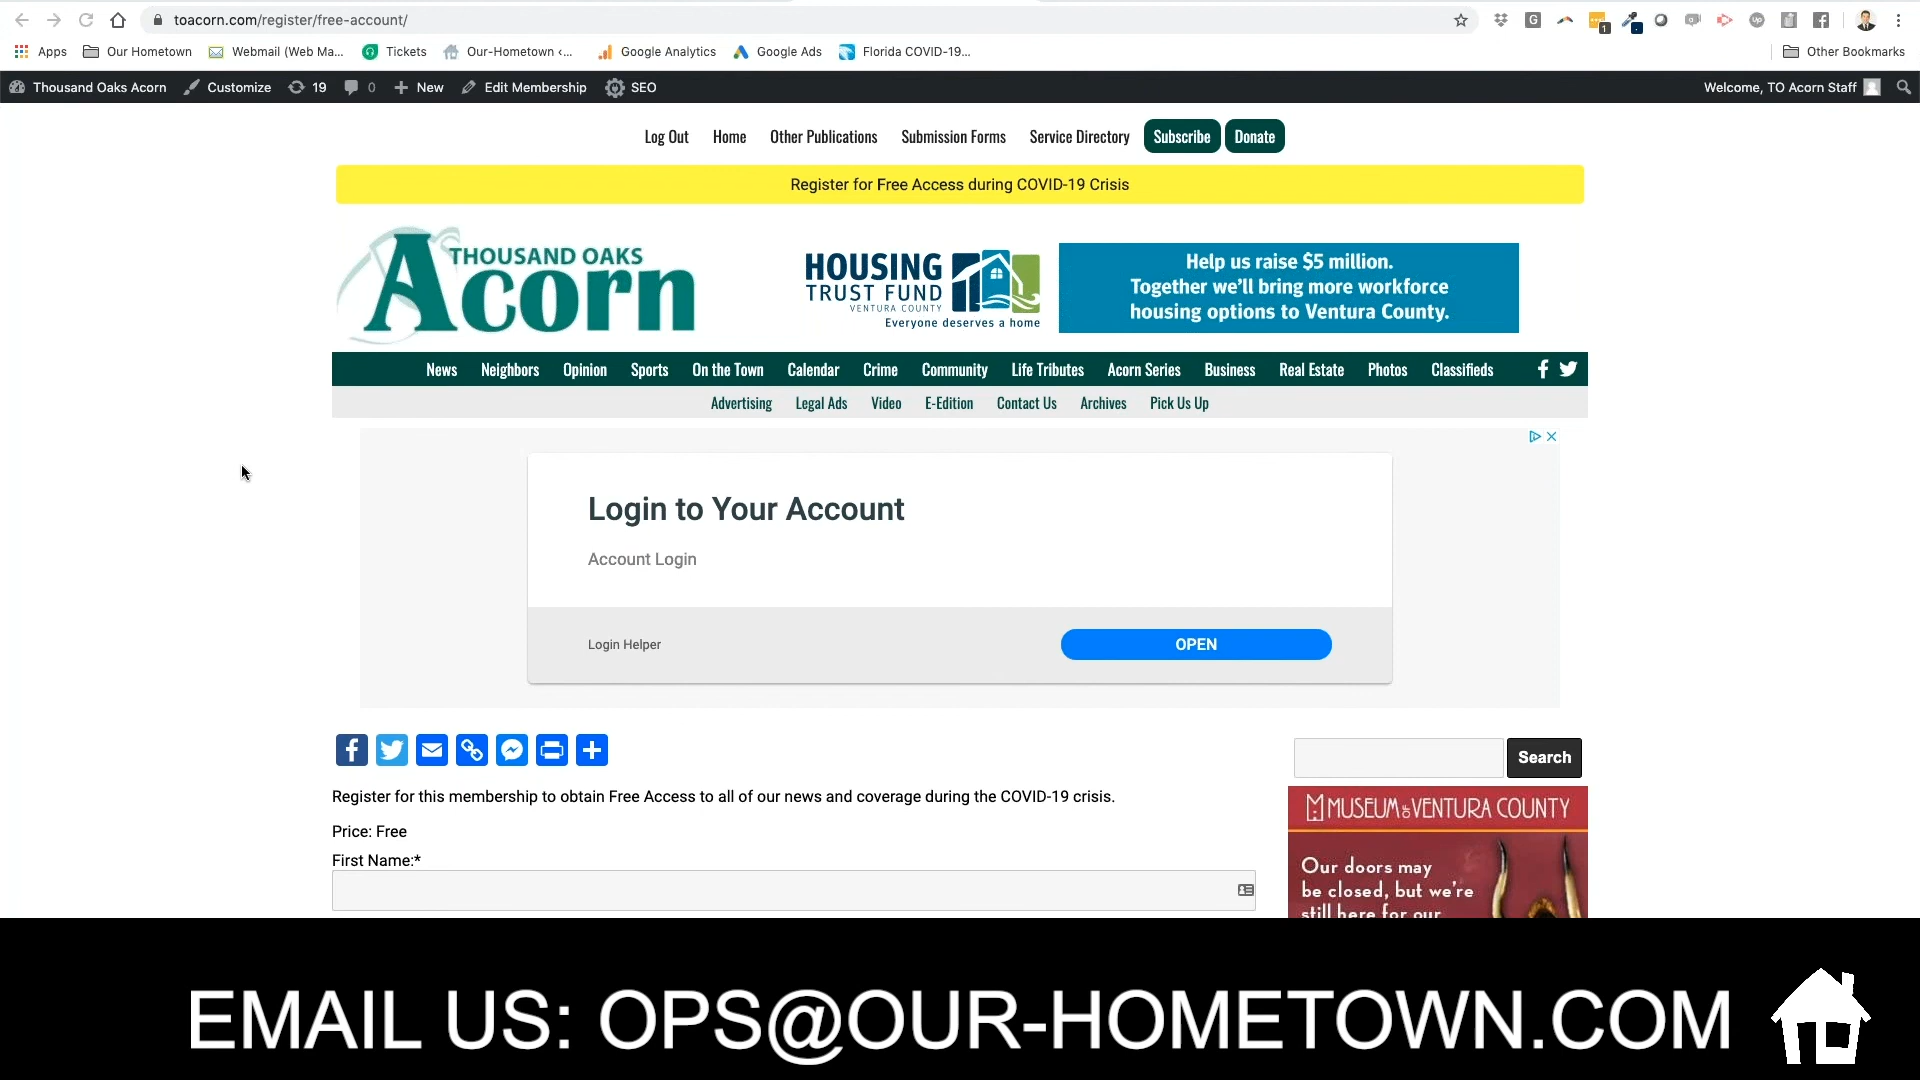 toacorn.com/register/free-account/
Apps Our Hometown Webmail (Web Ma... Tickets Our-Hometown ‹... Google Analytics Google Ads Florida COVID-19... Other Bookmarks
Thousand Oaks Acorn Customize 19 0 New Edit Membership SEO Welcome, TO Acorn Staff
Log Out Home Other Publications Submission Forms Service Directory Subscribe Donate
Register for Free Access during COVID-19 Crisis
THOUSAND OAKS
Acorn
HOUSING
TRUST FUND
VENTURA COUNTY
Everyone deserves a home
Help us raise $5 million.
Together we'll bring more workforce
housing options to Ventura County.
News Neighbors Opinion Sports On the Town Calendar Crime Community Life Tributes Acorn Series Business Real Estate Photos Classifieds
Advertising Legal Ads Video E-Edition Contact Us Archives Pick Us Up
Login to Your Account
Account Login
Login Helper OPEN
Search
Register for this membership to obtain Free Access to all of our news and coverage during the COVID-19 crisis.
Price: Free
First Name:*
MUSEUM of VENTURA COUNTY
Our doors may
be closed, but we're
still here for our
EMAIL US: OPS@OUR-HOMETOWN.COM